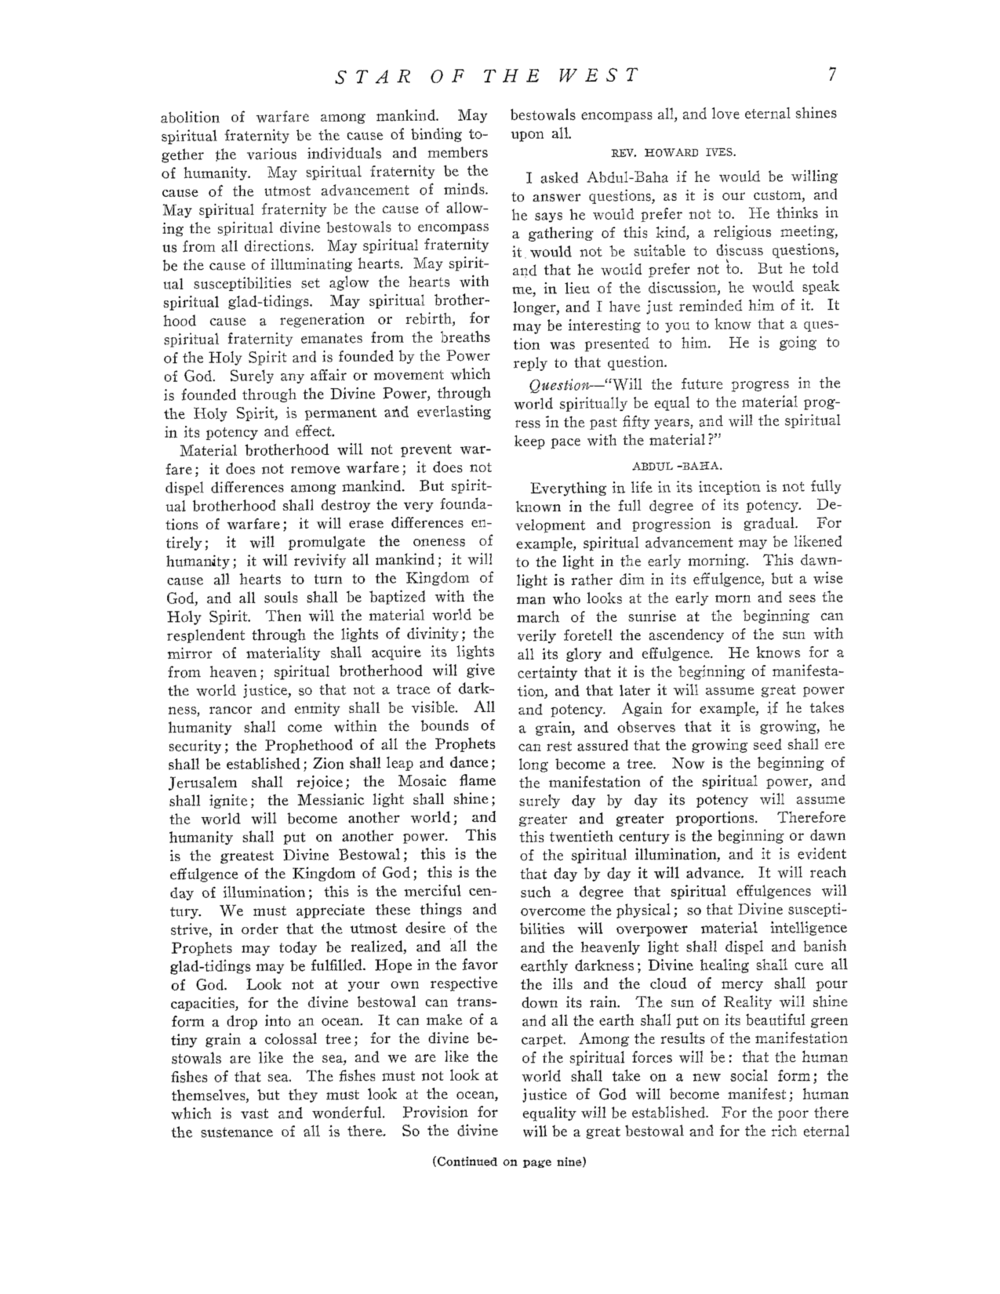 STAR OF THE WEST 7
abolition of warfare among mankind. May
spiritual fraternity be the cause of binding to-
gether the various individuals and members
of humanity. May spiritual fraternity be the
cause of the utmost advancement of minds.
May spiritual fraternity be the cause of allow-
ing the spiritual divine bestowals to encompass
us from all directions. May spiritual fraternity
be the cause of illuminating hearts. May spirit-
ual susceptibilities set aglow the hearts with
spiritual glad-tidings. May spiritual brother-
hood cause a regeneration or rebirth, for
spiritual fraternity emanates from the breaths
of the Holy Spirit and is founded by the Power
of God. Surely any affair or movement which
is founded through the Divine Power, through
the Holy Spirit, is permanent and everlasting
in its potency and effect.
Material brotherhood will not prevent war-
fare; it does not remove warfare; it does not
dispel differences among mankind. But spirit-
ual brotherhood shall destroy the very founda-
tions of warfare; it will erase differences en-
tirely; it will promulgate the oneness of
humanity; it will revivify all mankind; it will
cause all hearts to turn to the Kingdom of
God, and all souls shall be baptized with the
Holy Spirit. Then will the material world be
resplendent through the lights of divinity; the
mirror of materiality shall acquire its lights
from heaven; spiritual brotherhood will give
the world justice, so that not a trace of dark-
ness, rancor and enmity shall be visible. All
humanity shall come within the bounds of
security; the Prophethood of all the Prophets
shall be established; Zion shall leap and dance;
Jerusalem shall rejoice; the Mosaic flame
shall ignite; the Messianic light shall shine;
the world will become another world; and
humanity shall put on another power. This
is the greatest Divine Bestowal; this is the
effulgence of the Kingdom of God; this is the
day of illumination; this is the merciful cen-
tury. We must appreciate these things and
strive, in order that the utmost desire of the
Prophets may today be realized, and all the
glad-tidings may be fulfilled. Hope in the favor
of God. Look not at your own respective
capacities, for the divine bestowal can trans-
form a drop into an ocean. It can make of a
tiny grain a colossal tree; for the divine be-
stowals are like the sea, and we are like the
fishes of that sea. The fishes must not look at
themselves, but they must look at the ocean,
which is vast and wonderful. Provision for
the sustenance of all is there. So the divine
bestowals encompass all, and love eternal shines
upon all.
REV. HOWARD IVES.
I asked Abdul-Baha if he would be willing
to answer questions, as it is our custom, and
he says he would prefer not to. He thinks in
a gathering of this kind, a religious meeting,
it would not be suitable to discuss questions,
and that he would prefer not to. But he told
me, in lieu of the discussion, he would speak
longer, and I have just reminded him of it. It
may be interesting to you to know that a ques-
tion was presented to him. He is going to
reply to that question.
Question—"Will the future progress in the
world spiritually be equal to the material prog-
ress in the past fifty years, and will the spiritual
keep pace with the material?"
ABDUL-BAHA.
Everything in life in its inception is not fully
known in the full degree of its potency. De-
velopment and progression is gradual. For
example, spiritual advancement may be likened
to the light in the early morning. This dawn-
light is rather dim in its effulgence, but a wise
man who looks at the early morn and sees the
march of the sunrise at the beginning can
verily foretell the ascendency of the sun with
all its glory and effulgence. He knows for a
certainty that it is the beginning of manifesta-
tion, and that later it will assume great power
and potency. Again for example, if he takes
a grain, and observes that it is growing, he
can rest assured that the growing seed shall ere
long become a tree. Now is the beginning of
the manifestation of the spiritual power, and
surely day by day its potency will assume
greater and greater proportions. Therefore
this twentieth century is the beginning or dawn
of the spiritual illumination, and it is evident
that day by day it will advance. It will reach
such a degree that spiritual effulgences will
overcome the physical; so that Divine suscepti-
bilities will overpower material intelligence
and the heavenly light shall dispel and banish
earthly darkness; Divine healing shall cure all
the ills and the cloud of mercy shall pour
down its rain. The sun of Reality will shine
and all the earth shall put on its beautiful green
carpet. Among the results of the manifestation
of the spiritual forces will be: that the human
world shall take on a new social form; the
justice of God will become manifest; human
equality will be established. For the poor there
will be a great bestowal and for the rich eternal
(Continued on page nine)